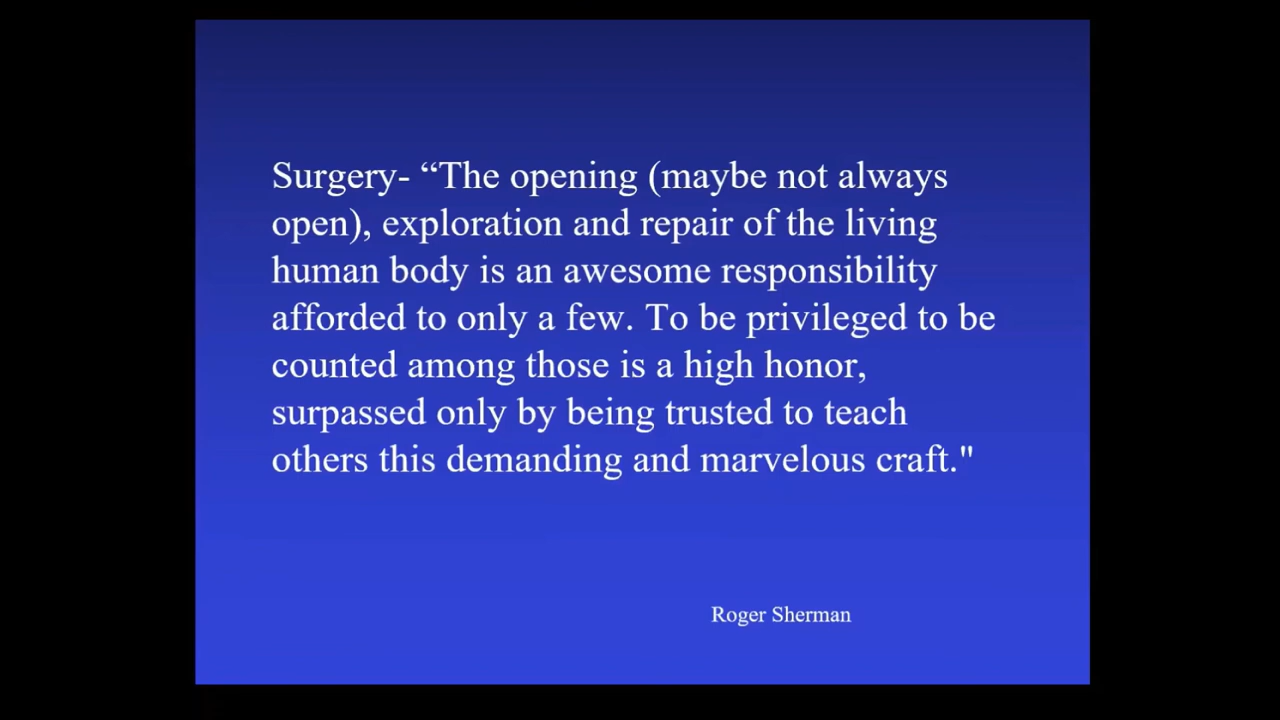 Surgery- “The opening (maybe not always
open), exploration and repair of the living
human body is an awesome responsibility
afforded to only a few. To be privileged to be
counted among those is a high honor,
surpassed only by being trusted to teach
others this demanding and marvelous craft."
Roger Sherman